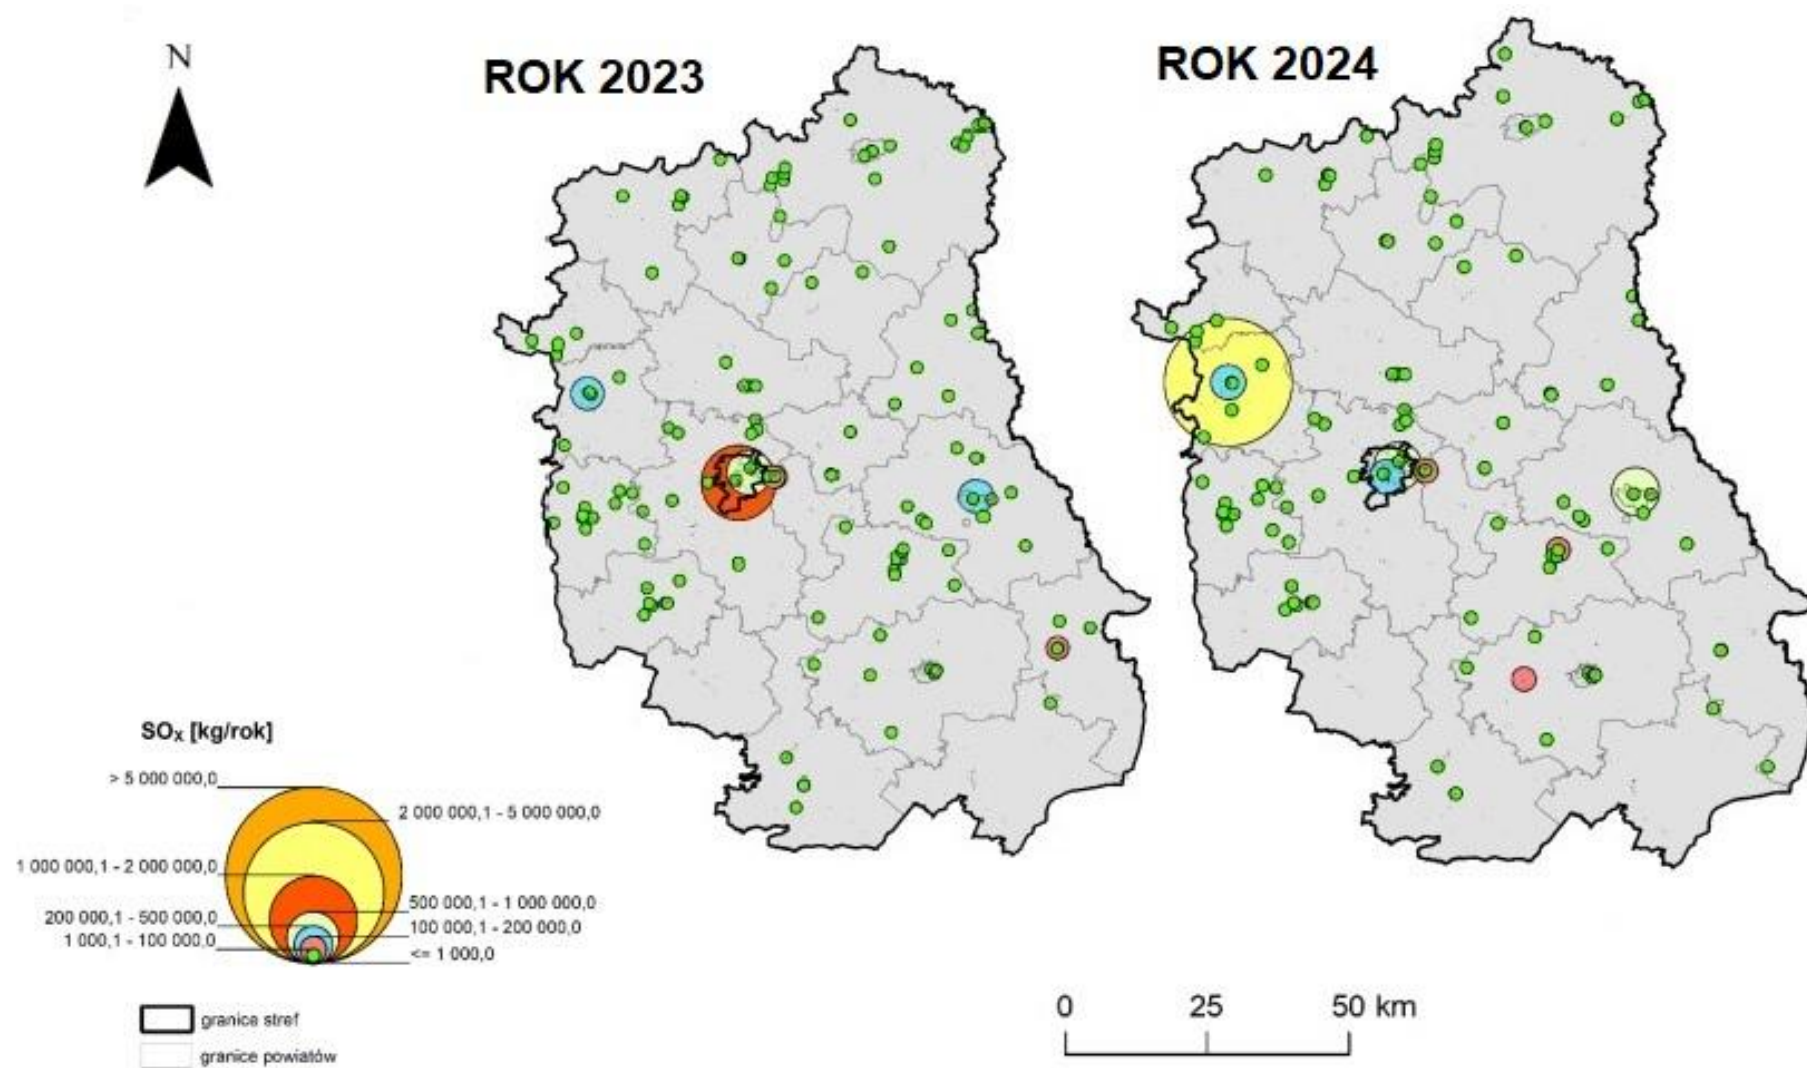 N
ROK 2023
ROK 2024
SOX [kg/rok]
> 5 000 000,0
2 000 000,1 - 5 000 000,0
1 000 000,1 - 2 000 000,0
500 000,1 - 1 000 000,0
200 000,1 - 500 000,0
100 000,1 - 200 000,0
1 000,1 - 100 000,0
<= 1 000,0
granice stref
granice powiatów
0 25 50 km